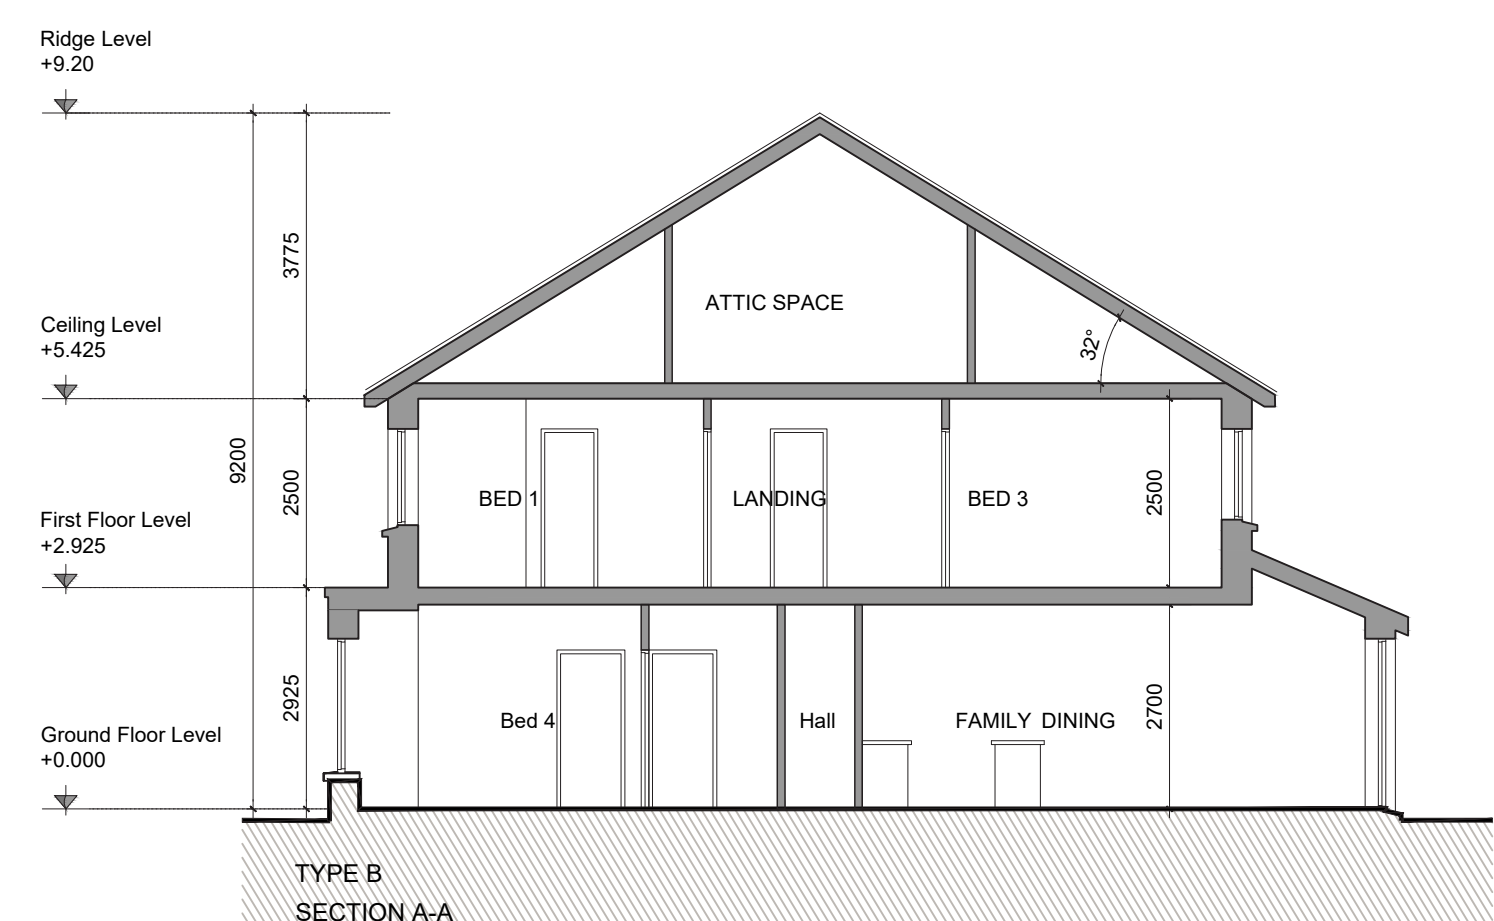 Ridge Level
+9.20
3775
ATTIC SPACE
32°
Ceiling Level
+5.425
9200
2500
BED 1
LANDING
BED 3
2500
First Floor Level
+2.925
2925
Bed 4
Hall
FAMILY DINING
2700
Ground Floor Level
+0.000
TYPE B
SECTION A-A